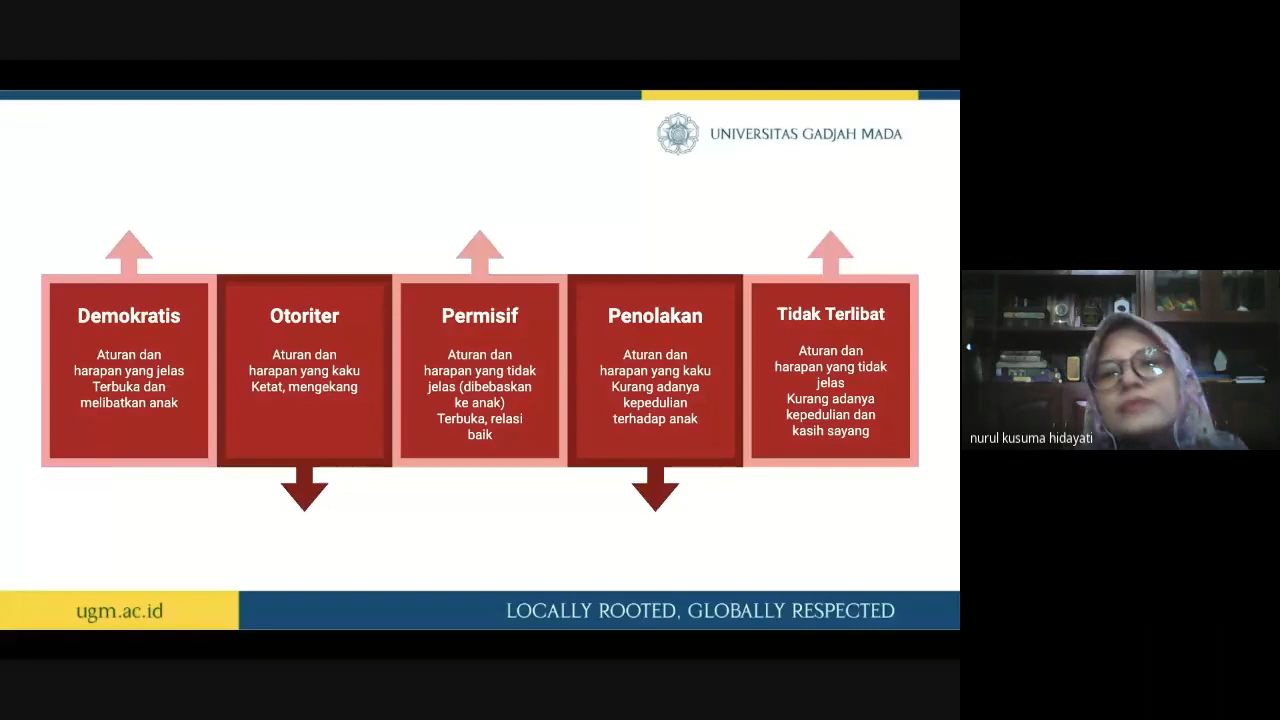 UNIVERSITAS GADJAH MADA
Demokratis
Aturan dan
harapan yang jelas
Terbuka dan
melibatkan anak
Otoriter
Aturan dan
harapan yang kaku
Ketat, mengekang
Permisif
Aturan dan
harapan yang tidak
jelas (dibebaskan
ke anak)
Terbuka, relasi
baik
Penolakan
Aturan dan
harapan yang kaku
Kurang adanya
kepedulian
terhadap anak
Tidak Terlibat
Aturan dan
harapan yang tidak
jelas
Kurang adanya
kepedulian dan
kasih sayang
nurul kusuma hidayati
ugm.ac.id
LOCALLY ROOTED, GLOBALLY RESPECTED